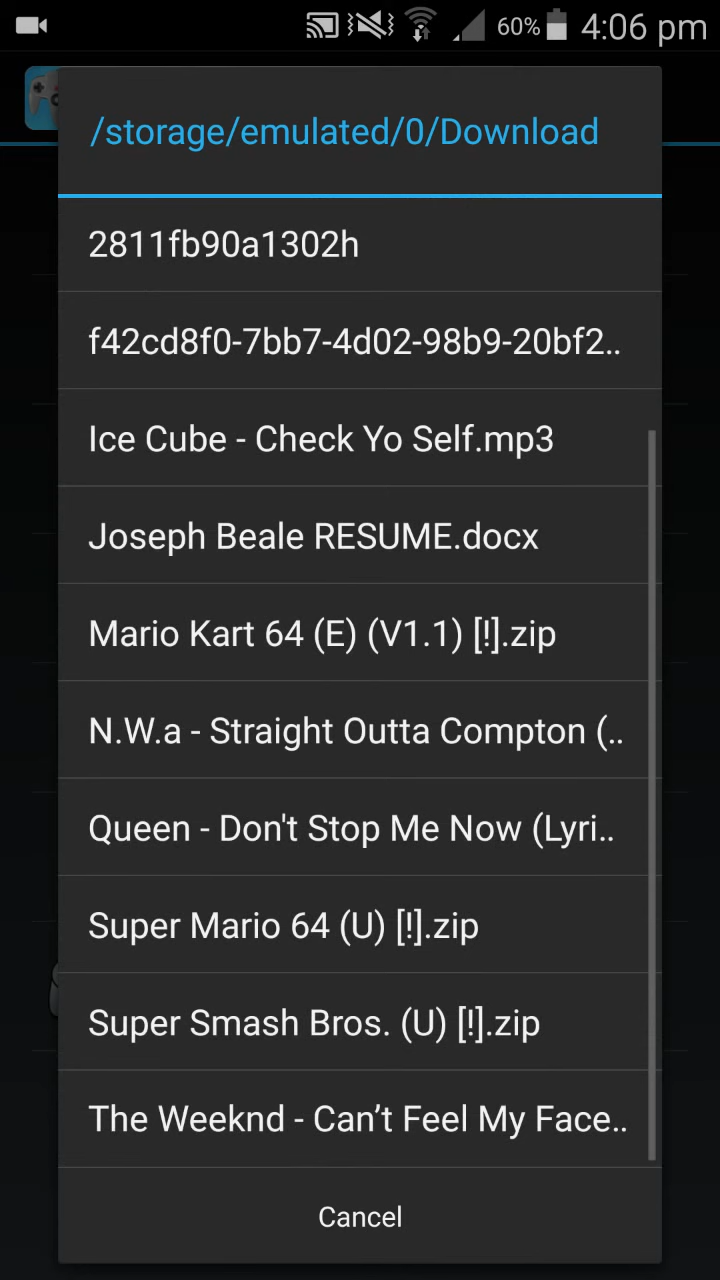 60% 4:06 pm
/storage/emulated/0/Download
2811fb90a1302h
f42cd8f0-7bb7-4d02-98b9-20bf2..
Ice Cube - Check Yo Self.mp3
Joseph Beale RESUME.docx
Mario Kart 64 (E) (V1.1) [!].zip
N.W.a - Straight Outta Compton (..
Queen - Don't Stop Me Now (Lyri..
Super Mario 64 (U) [!].zip
Super Smash Bros. (U) [!].zip
The Weeknd - Can’t Feel My Face..
Cancel